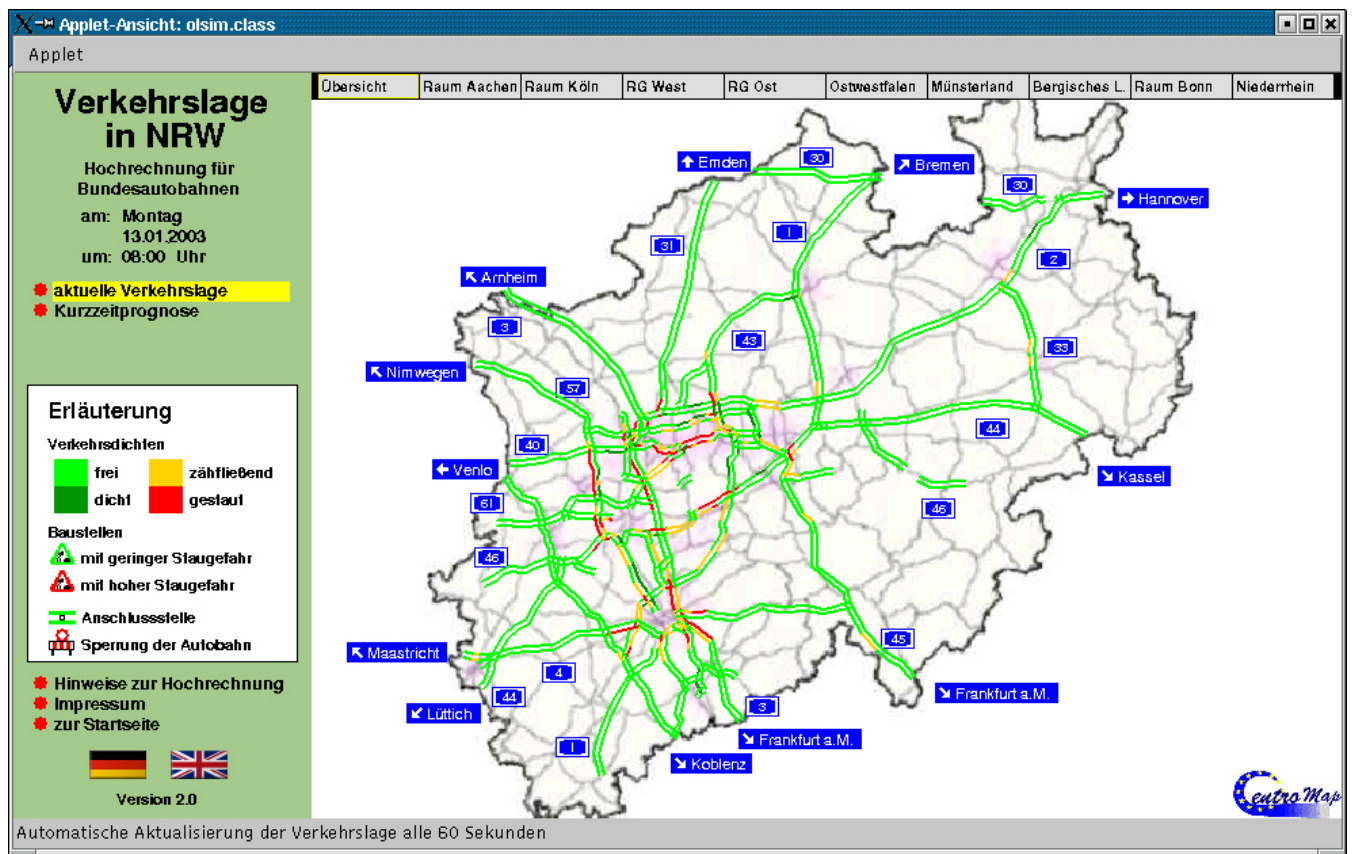 Applet-Ansicht: olsim.class
Applet
Verkehrslage
in NRW
Hochrechnung für
Bundesautobahnen
am: Montag
13.01.2003
um: 08:00 Uhr
aktuelle Verkehrslage
Kurzzeitprognose
Erläuterung
Verkehrsdichten
frei
zähfließend
dicht
gestaut
Baustellen
mit geringer Staugefahr
mit hoher Staugefahr
Anschlussstelle
Sperrung der Autobahn
Hinweise zur Hochrechnung
Impressum
zur Startseite
Version 2.0
Übersicht
Raum Aachen
Raum Köln
RG West
RG Ost
Ostwestfalen
Münsterland
Bergisches L.
Raum Bonn
Niederrhein
Emden
30
Bremen
30
Hannover
31
1
2
Arnheim
3
43
33
Nimwegen
57
40
44
Venlo
Kassel
61
46
46
Maastricht
45
4
44
Frankfurt a.M.
Lüttich
3
1
Frankfurt a.M.
Koblenz
CentroMap
Automatische Aktualisierung der Verkehrslage alle 60 Sekunden